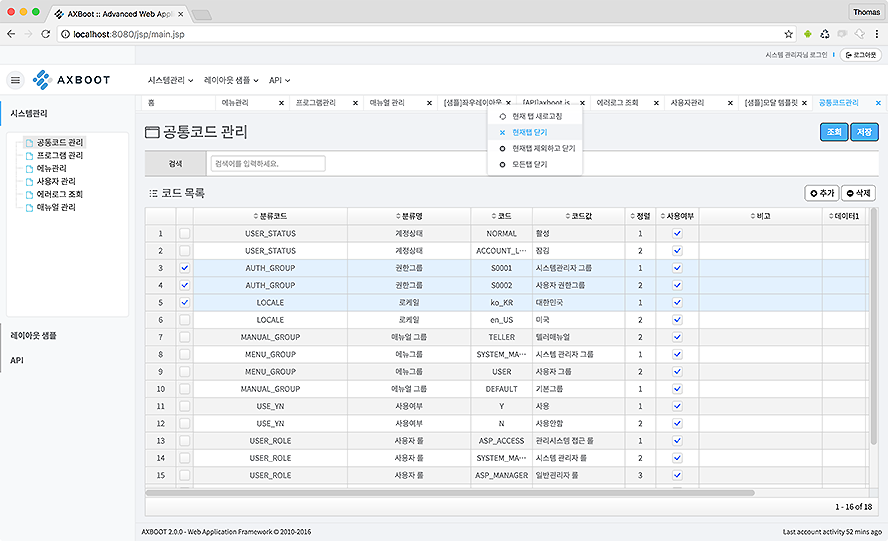 AXBoot :: Advanced Web Appl
Thomas
localhost:8080/jsp/main.jsp
시스템 관리자님 로그인
로그아웃
AXBOOT
시스템관리
레이아웃 샘플
API
시스템관리
공통코드 관리
프로그램 관리
메뉴관리
사용자 관리
에러로그 조회
매뉴얼 관리
레이아웃 샘플
API
홈
메뉴관리
프로그램관리
매뉴얼 관리
[샘플]좌우레이아웃
[API]axboot.js
에러로그 조회
사용자관리
[샘플]모달 템플릿
공통코드관리
현재 탭 새로고침
현재탭 닫기
현재탭 제외하고 닫기
모든탭 닫기
공통코드 관리
조회
저장
검색
검색어를 입력하세요.
코드 목록
추가
삭제
분류코드 분류명 코드 코드값 정렬 사용여부 비고 데이터1
1 USER_STATUS 계정상태 NORMAL 활성 1
2 USER_STATUS 계정상태 ACCOUNT_L··· 잠김 2
3 AUTH_GROUP 권한그룹 S0001 시스템관리자 그룹 1
4 AUTH_GROUP 권한그룹 S0002 사용자 권한그룹 2
5 LOCALE 로케일 ko_KR 대한민국 1
6 LOCALE 로케일 en_US 미국 2
7 MANUAL_GROUP 매뉴얼 그룹 TELLER 텔러매뉴얼 2
8 MENU_GROUP 메뉴그룹 SYSTEM_MA··· 시스템 관리자 그룹 1
9 MENU_GROUP 메뉴그룹 USER 사용자 그룹 2
10 MANUAL_GROUP 매뉴얼 그룹 DEFAULT 기본그룹 1
11 USE_YN 사용여부 Y 사용 1
12 USE_YN 사용여부 N 사용안함 2
13 USER_ROLE 사용자 롤 ASP_ACCESS 관리시스템 접근 롤 1
14 USER_ROLE 사용자 롤 SYSTEM_MA··· 시스템 관리자 롤 2
15 USER_ROLE 사용자 롤 ASP_MANAGER 일반관리자 롤 3
1 - 16 of 18
AXBOOT 2.0.0 - Web Application Framework © 2010-2016
Last account activity 52 mins ago